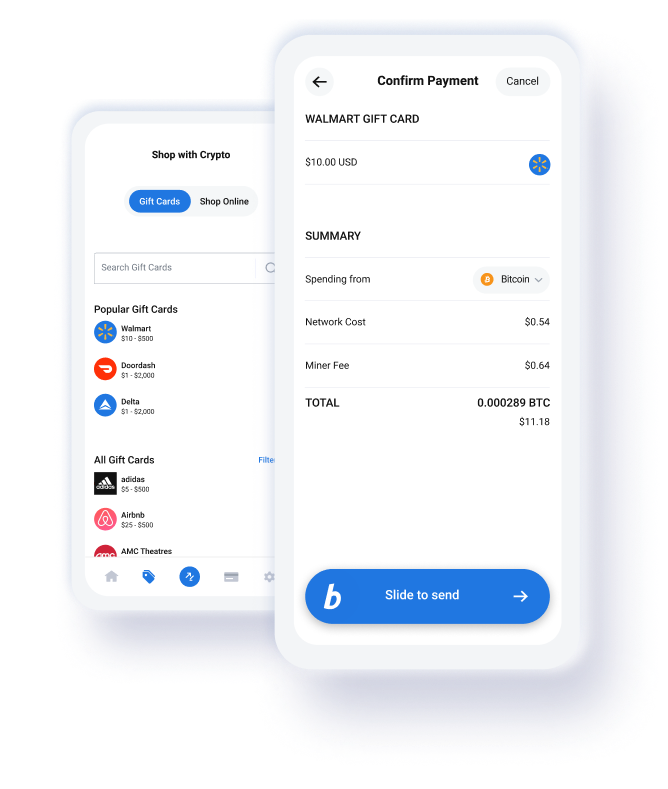 Shop with Crypto
Gift Cards
Shop Online
Search Gift Cards
Popular Gift Cards
Walmart
$10 - $500
Doordash
$1 - $2,000
Delta
$1 - $2,000
All Gift Cards
Filte
adidas
adidas
$5 - $500
Airbnb
$25 - $500
amc
AMC Theatres
Confirm Payment
Cancel
WALMART GIFT CARD
$10.00 USD
SUMMARY
Spending from
Bitcoin
Network Cost
$0.54
Miner Fee
$0.64
TOTAL
0.000289 BTC
$11.18
b
Slide to send